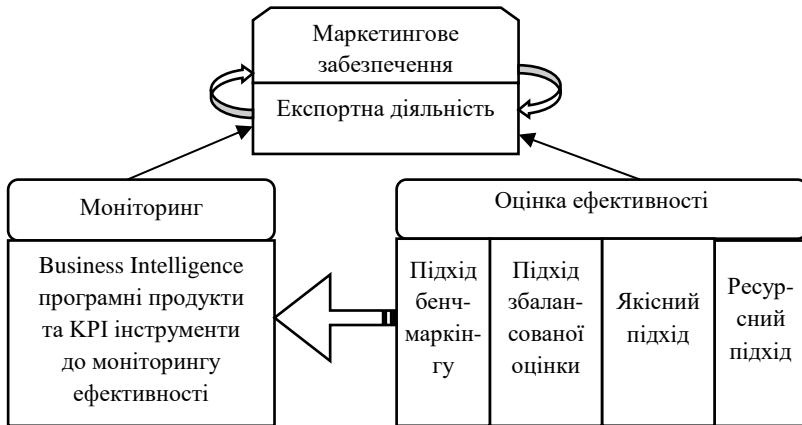 Маркетингове
забезпечення
Експортна діяльність
Моніторинг
Оцінка ефективності
Business Intelligence
програмні продукти
та KPI інструменти
до моніторингу
ефективності
Підхід
бенч-
маркін-
гу
Підхід
збалан-
сованої
оцінки
Якісний
підхід
Ресур-
сний
підхід